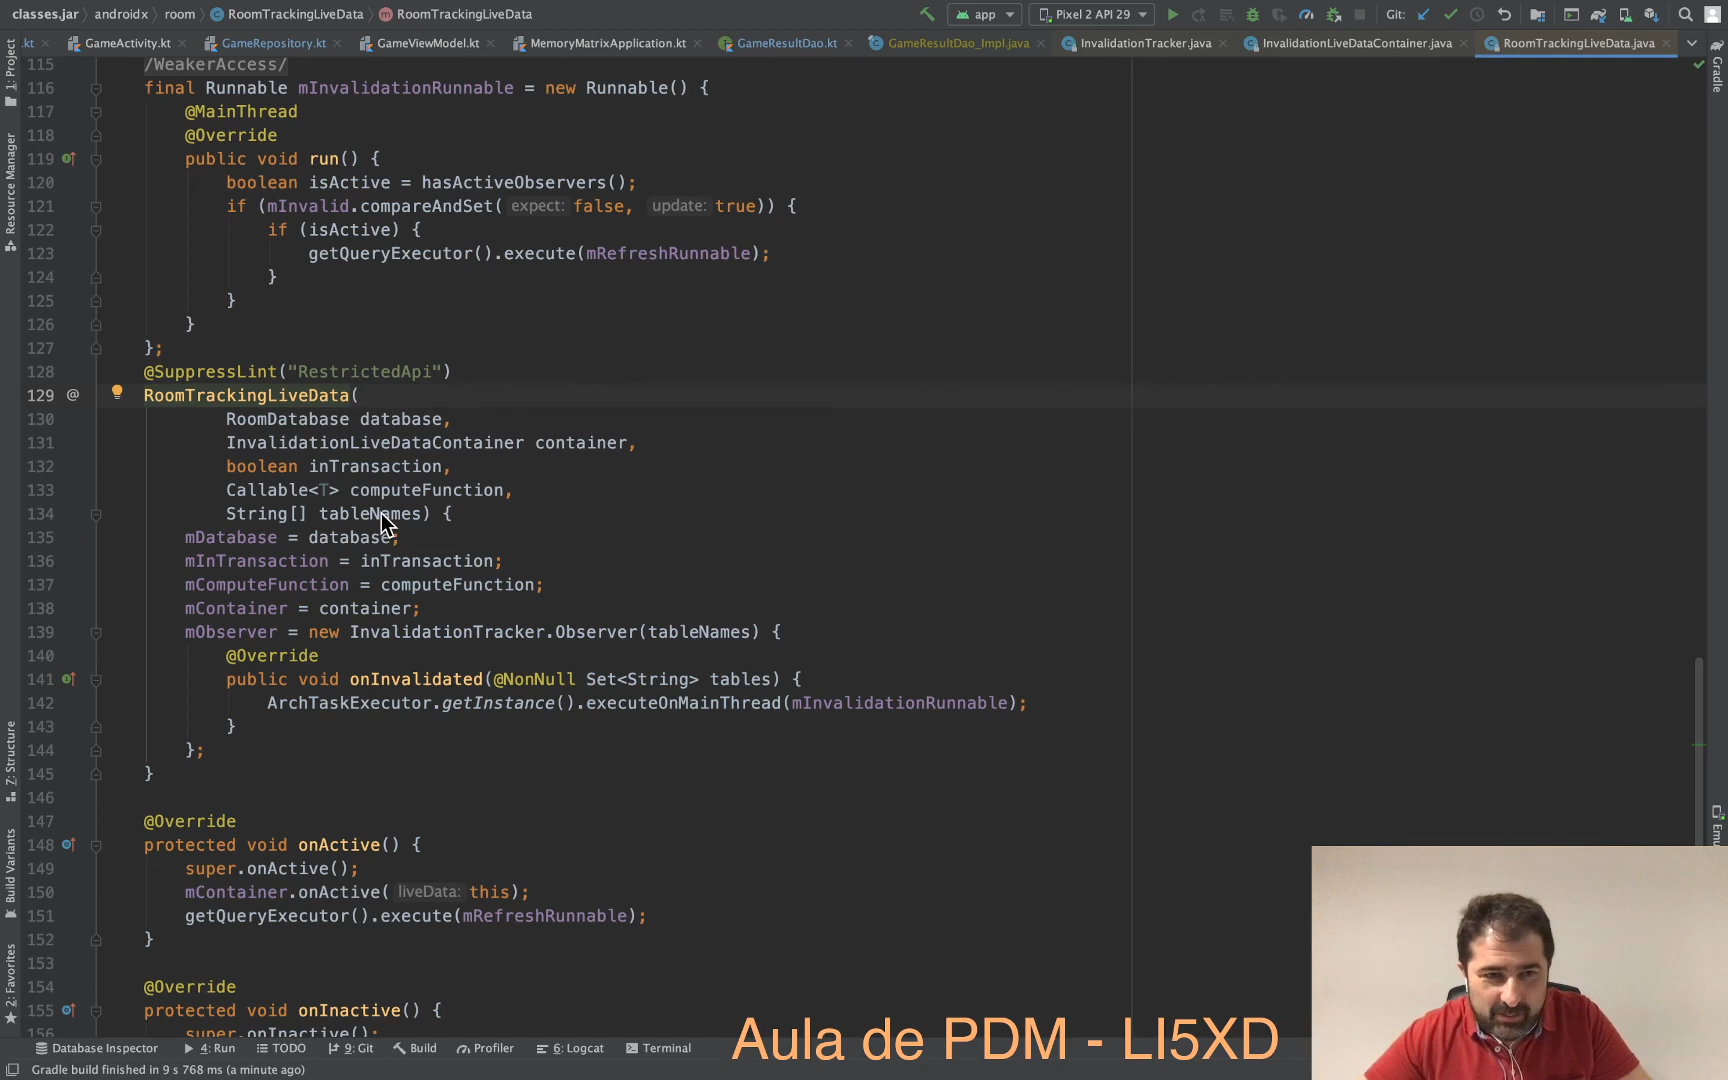 classes.jar androidx room RoomTrackingLiveData RoomTrackingLiveData app Pixel 2 API 29 Git:
.kt GameActivity.kt GameRepository.kt GameViewModel.kt MemoryMatrixApplication.kt GameResultDao.kt GameResultDao_Impl.java InvalidationTracker.java InvalidationLiveDataContainer.java RoomTrackingLiveData.java
1: Project
Resource Manager
Z: Structure
Build Variants
2: Favorites
Gradle
115 /WeakerAccess/
116 final Runnable mInvalidationRunnable = new Runnable() {
117 @MainThread
118 @Override
119 public void run() {
120 boolean isActive = hasActiveObservers();
121 if (mInvalid.compareAndSet( expect: false, update: true)) {
122 if (isActive) {
123 getQueryExecutor().execute(mRefreshRunnable);
124 }
125 }
126 }
127 };
128 @SuppressLint("RestrictedApi")
129 @ RoomTrackingLiveData(
130 RoomDatabase database,
131 InvalidationLiveDataContainer container,
132 boolean inTransaction,
133 Callable<T> computeFunction,
134 String[] tableNames) {
135 mDatabase = database;
136 mInTransaction = inTransaction;
137 mComputeFunction = computeFunction;
138 mContainer = container;
139 mObserver = new InvalidationTracker.Observer(tableNames) {
140 @Override
141 public void onInvalidated(@NonNull Set<String> tables) {
142 ArchTaskExecutor.getInstance().executeOnMainThread(mInvalidationRunnable);
143 }
144 };
145 }
146
147 @Override
148 protected void onActive() {
149 super.onActive();
150 mContainer.onActive( liveData: this);
151 getQueryExecutor().execute(mRefreshRunnable);
152 }
153
154 @Override
155 protected void onInactive() {
156 super.onInactive();
Aula de PDM - LI5XD
Database Inspector 4: Run TODO 9: Git Build Profiler 6: Logcat Terminal
Gradle build finished in 9 s 768 ms (a minute ago)